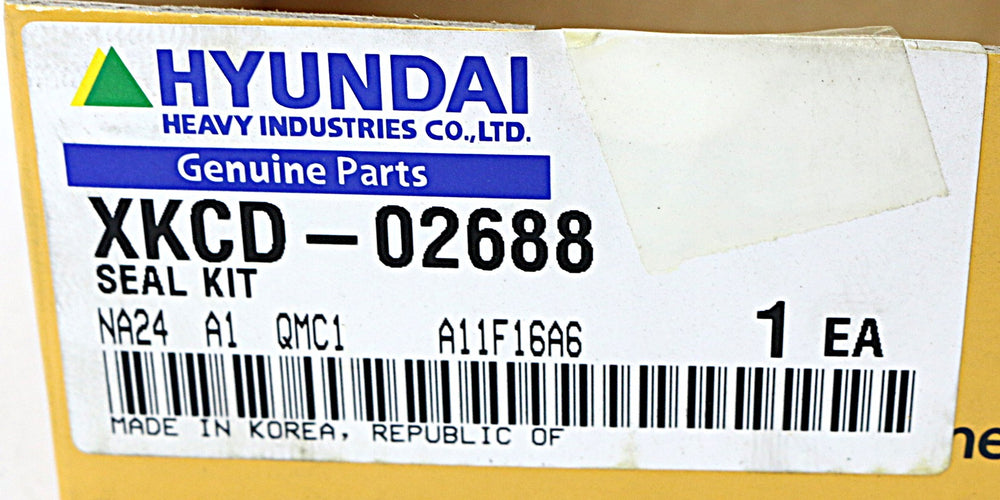 HYUNDAI
HEAVY INDUSTRIES CO.,LTD.
Genuine Parts
XKCD-02688
SEAL KIT
NA24 A1 QMC1 A11F16A6
1 EA
MADE IN KOREA, REPUBLIC OF